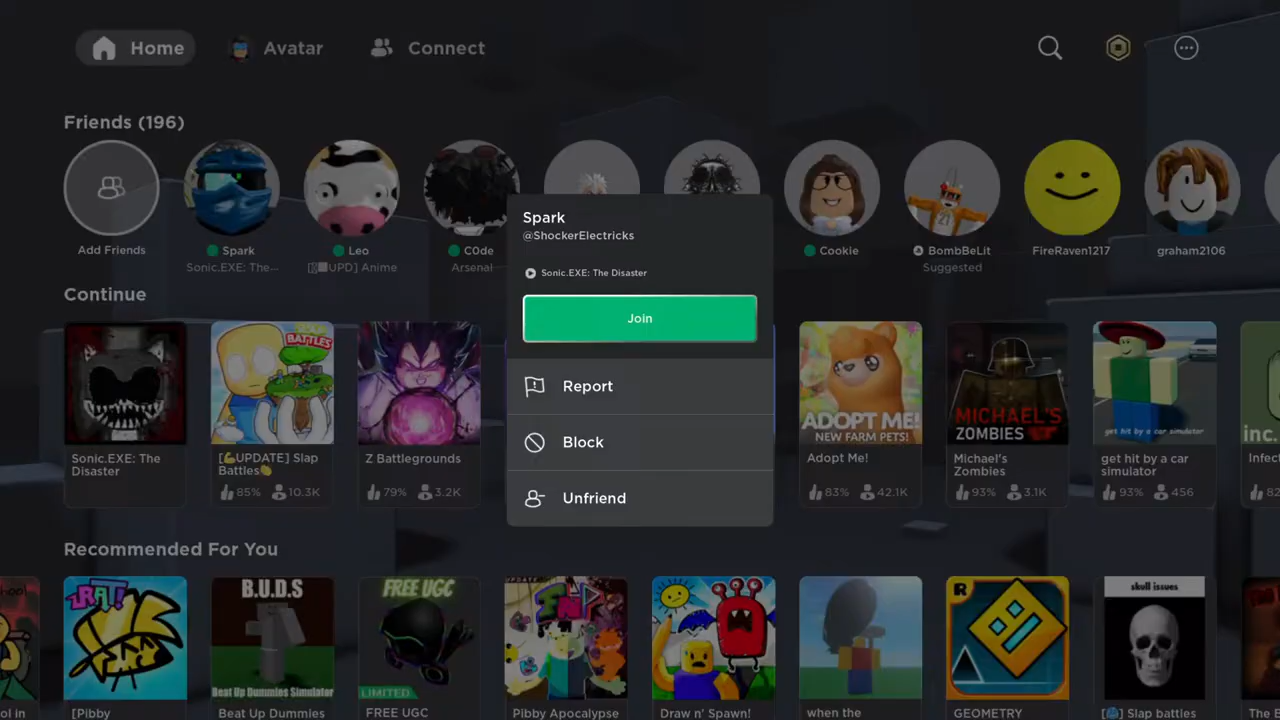 Home
Avatar
Connect
Friends (196)
Add Friends
Spark
Sonic.EXE: The--
Leo
UPD] Anime
C0de
Arsenal
Cookie
BombBeLit
Suggested
FireRaven1217
graham2106
Spark
@ShockerElectricks
Sonic.EXE: The Disaster
Join
Report
Block
Unfriend
Continue
BATTLES
ADOPT ME!
NEW FARM PETS!
MICHAEL'S
ZOMBIES
get hit by a car simulator
inc.
Sonic.EXE: The
Disaster
[💪UPDATE] Slap
Battles👏
85% 10.3K
Z Battlegrounds
79% 3.2K
Adopt Me!
83% 42.1K
Michael's
Zombies
93% 3.1K
get hit by a car
simulator
93% 456
Infec
82
Recommended For You
RAT!
B.U.D.S
Beat Up Dummies Simulator
FREE UGC
LIMITED
UPDATE
FNF
skull issues
ol in
[Pibby
Beat Up Dummies
FREE UGC
Pibby Apocalypse
Draw n' Spawn!
when the
GEOMETRY
Slap battles